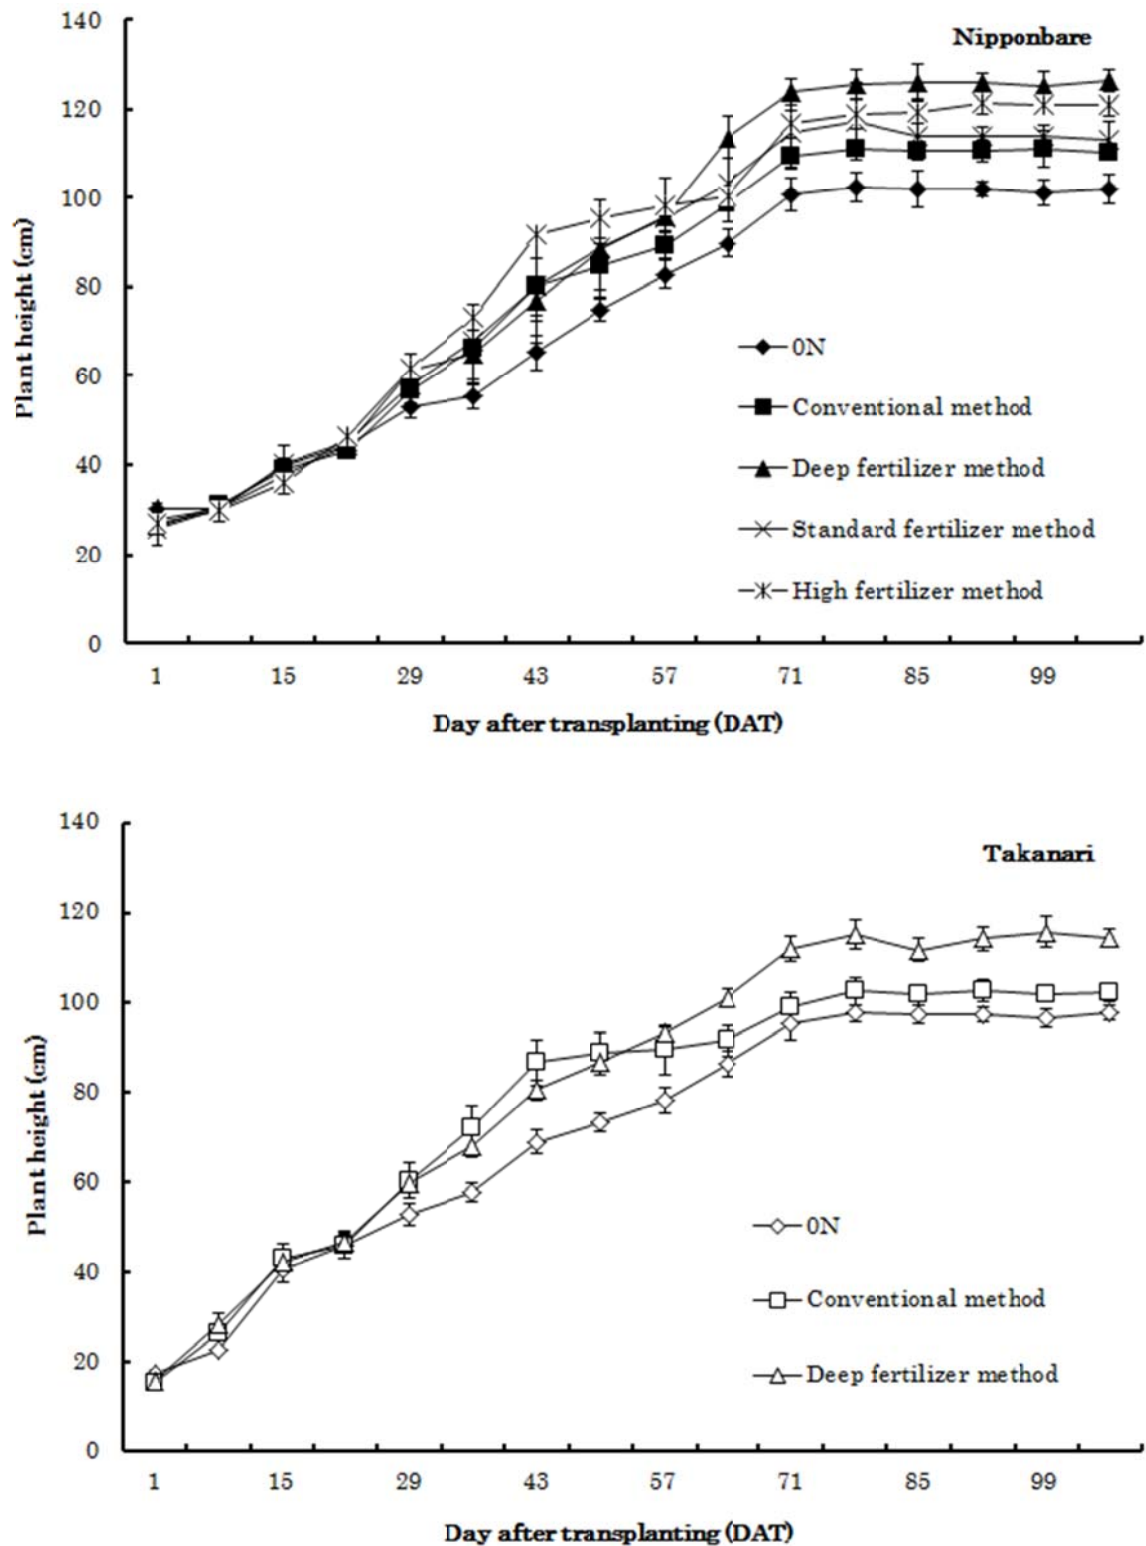 Nipponbare
Plant height (cm)
140
120
100
80
60
40
20
0
0N
Conventional method
Deep fertilizer method
Standard fertilizer method
High fertilizer method
1 15 29 43 57 71 85 99
Day after transplanting (DAT)
Takanari
Plant height (cm)
140
120
100
80
60
40
20
0
0N
Conventional method
Deep fertilizer method
1 15 29 43 57 71 85 99
Day after transplanting (DAT)